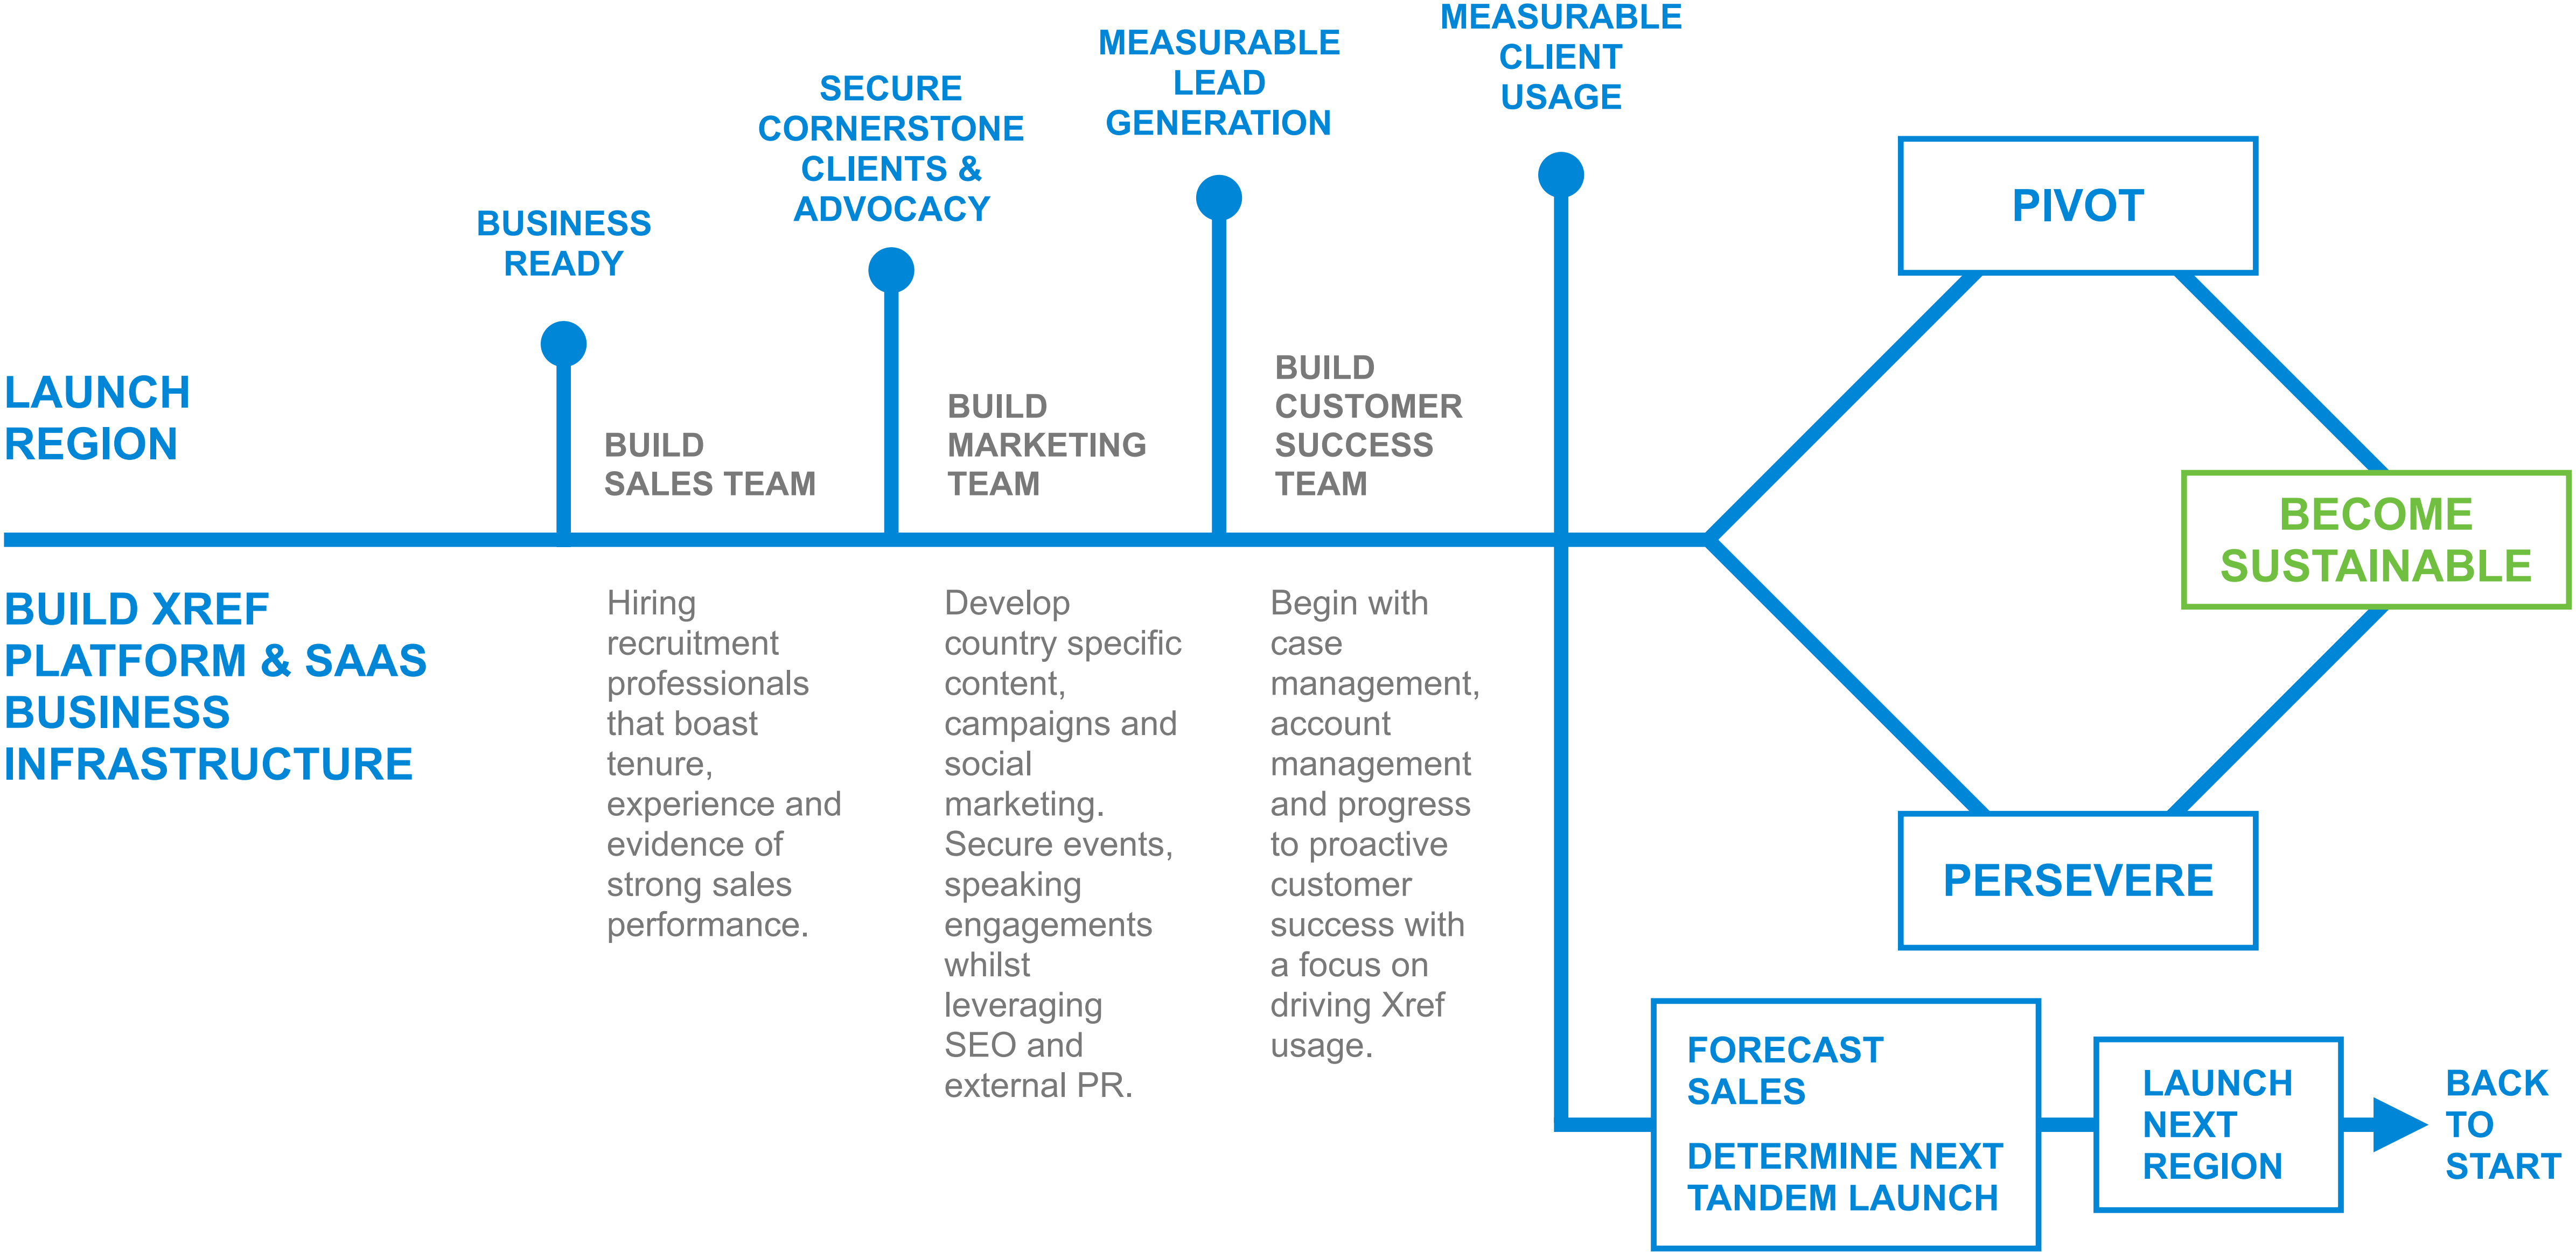 LAUNCH
REGION
BUILD XREF
PLATFORM & SAAS
BUSINESS
INFRASTRUCTURE
BUSINESS
READY
BUILD
SALES TEAM
Hiring
recruitment
professionals
that boast
tenure,
experience and
evidence of
strong sales
performance.
SECURE
CORNERSTONE
CLIENTS &
ADVOCACY
BUILD
MARKETING
TEAM
Develop
country specific
content,
campaigns and
social
marketing.
Secure events,
speaking
engagements
whilst
leveraging
SEO and
external PR.
MEASURABLE
LEAD
GENERATION
BUILD
CUSTOMER
SUCCESS
TEAM
Begin with
case
management,
account
management
and progress
to proactive
customer
success with
a focus on
driving Xref
usage.
MEASURABLE
CLIENT
USAGE
PIVOT
BECOME
SUSTAINABLE
PERSEVERE
FORECAST
SALES
DETERMINE NEXT
TANDEM LAUNCH
LAUNCH
NEXT
REGION
BACK
TO
START